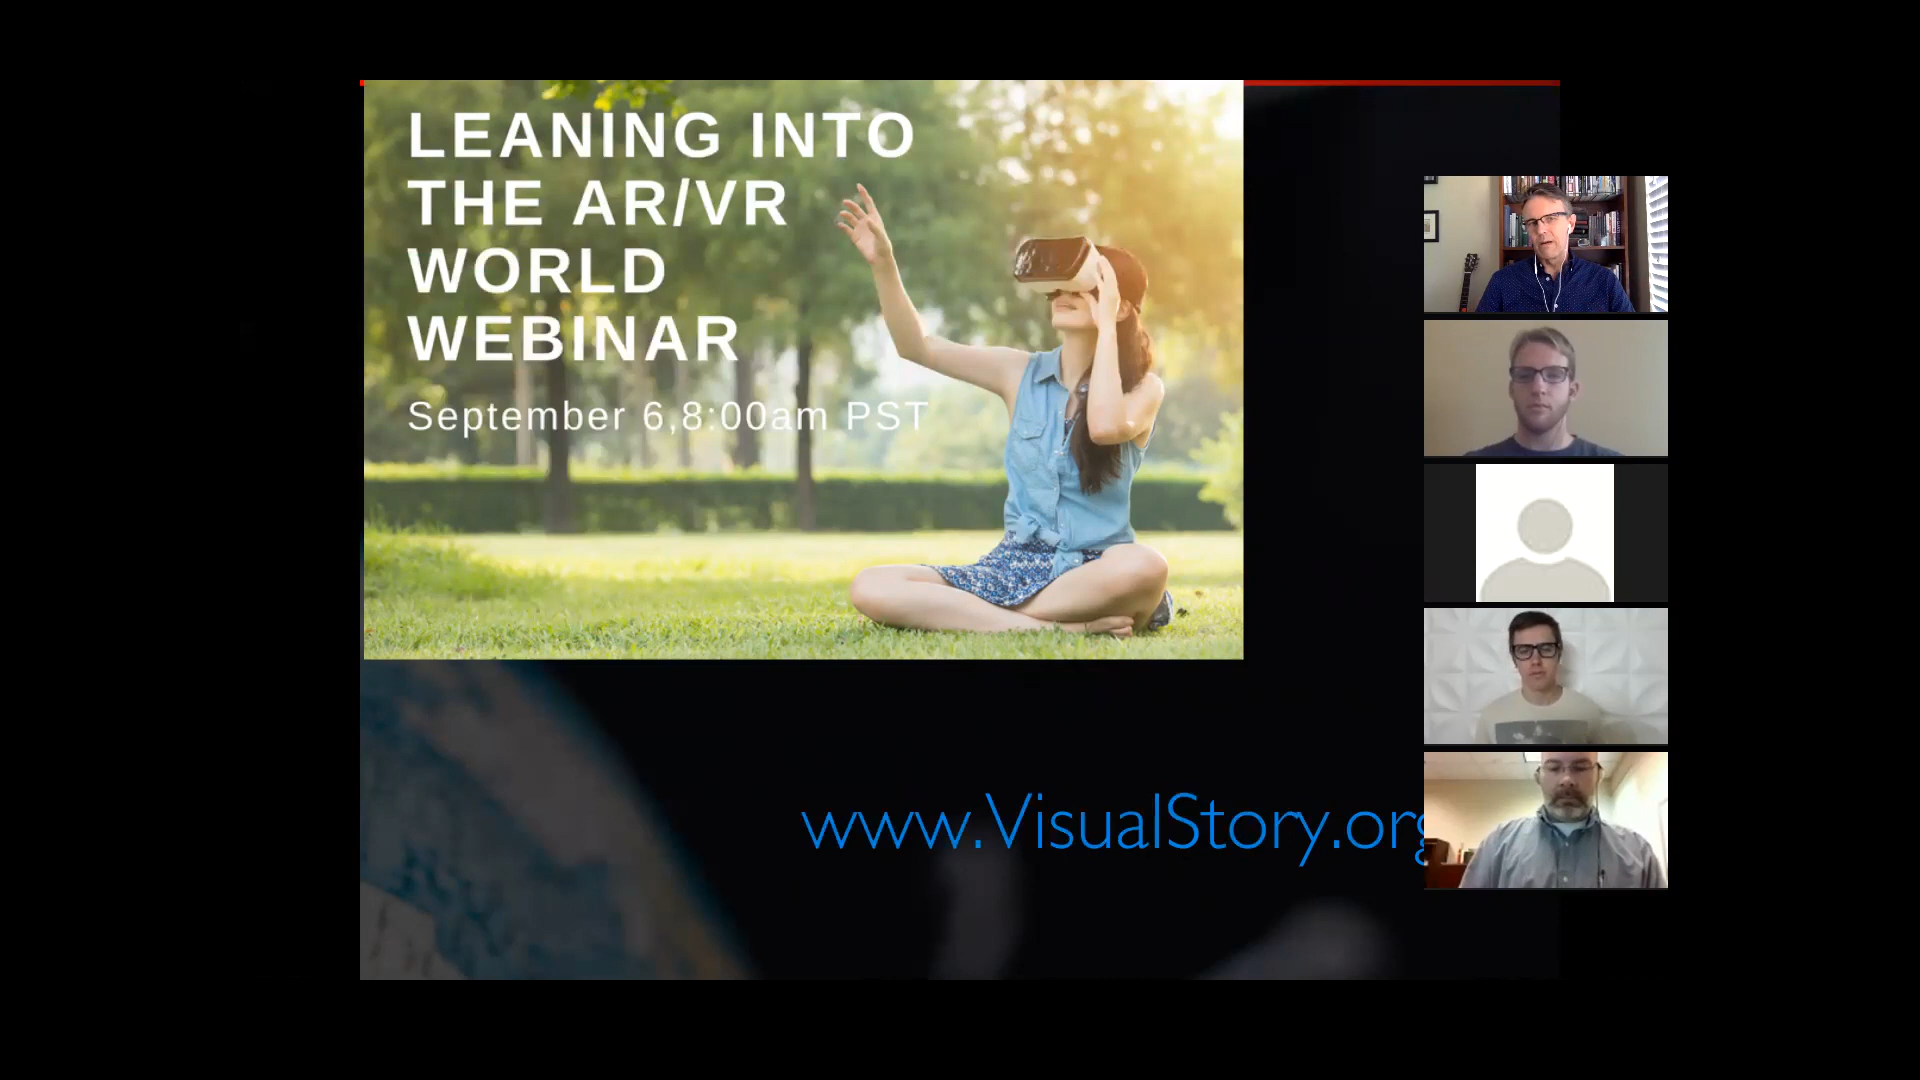 LEANING INTO
THE AR/VR
WORLD
WEBINAR
September 6,8:00am PST
www.VisualStory.org